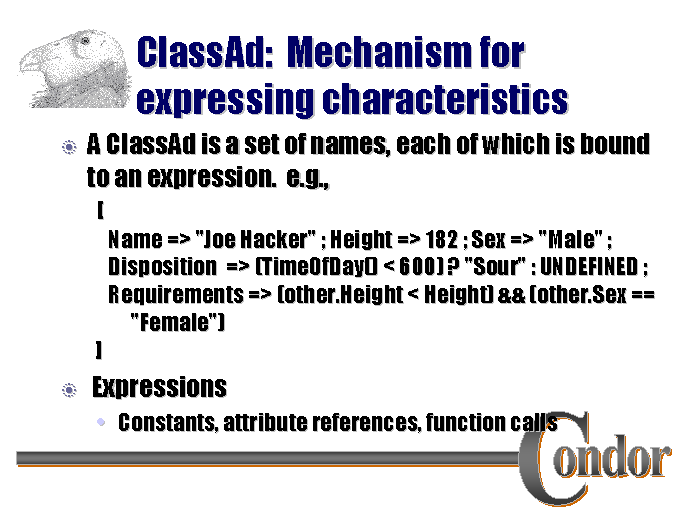 ClassAd: Mechanism for
expressing characteristics
A ClassAd is a set of names, each of which is bound
to an expression. e.g.,
[
Name => "Joe Hacker" ; Height => 182 ; Sex => "Male" ;
Disposition => (TimeOfDay() < 600) ? "Sour" : UNDEFINED ;
Requirements => (other.Height < Height) && (other.Sex ==
"Female")
]
Expressions
Constants, attribute references, function calls
Condor